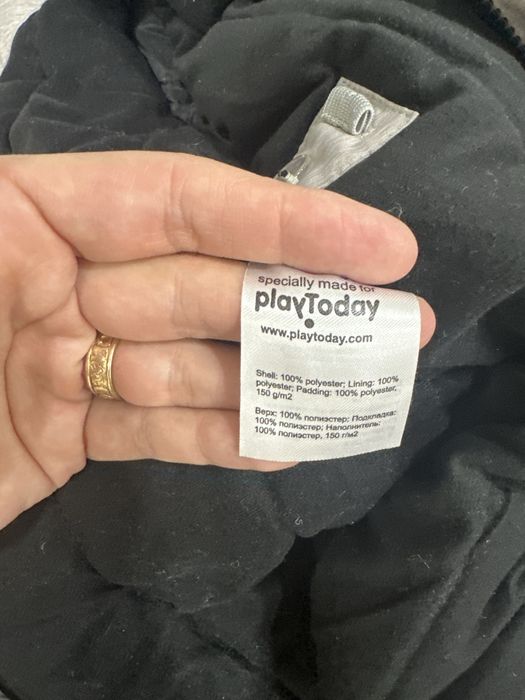 specially made for
playToday
www.playtoday.com
Shell: 100% polyester; Lining: 100%
polyester; Padding: 100% polyester,
150 g/m2
Верх: 100% полиэстер; Подкладка:
100% полиэстер; Наполнитель:
100% полиэстер, 150 г/м2